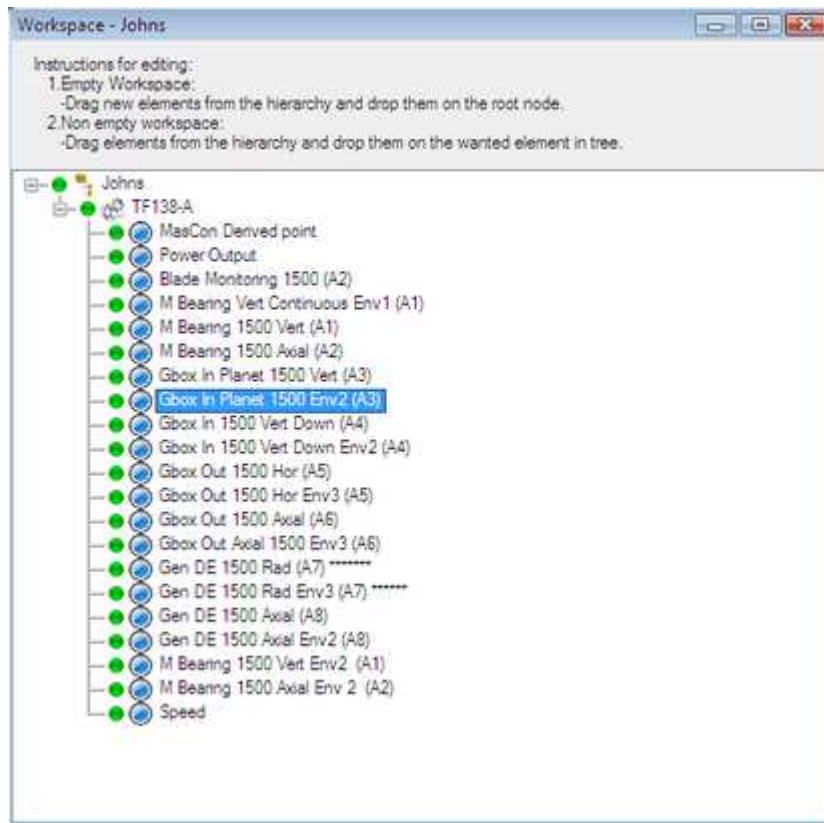 Workspace - Johns
Instructions for editing:
1.Empty Workspace:
-Drag new elements from the hierarchy and drop them on the root node.
2.Non empty workspace:
-Drag elements from the hierarchy and drop them on the wanted element in tree.
Johns
TF138-A
MasCon Derived point
Power Output
Blade Monitoring 1500 (A2)
M Bearing Vert Continuous Env1 (A1)
M Bearing 1500 Vert (A1)
M Bearing 1500 Axial (A2)
Gbox In Planet 1500 Vert (A3)
Gbox In Planet 1500 Env2 (A3)
Gbox In 1500 Vert Down (A4)
Gbox In 1500 Vert Down Env2 (A4)
Gbox Out 1500 Hor (A5)
Gbox Out 1500 Hor Env3 (A5)
Gbox Out 1500 Axial (A6)
Gbox Out Axial 1500 Env3 (A6)
Gen DE 1500 Rad (A7) *******
Gen DE 1500 Rad Env3 (A7) ******
Gen DE 1500 Axial (A8)
Gen DE 1500 Axial Env2 (A8)
M Bearing 1500 Vert Env2  (A1)
M Bearing 1500 Axial Env 2  (A2)
Speed